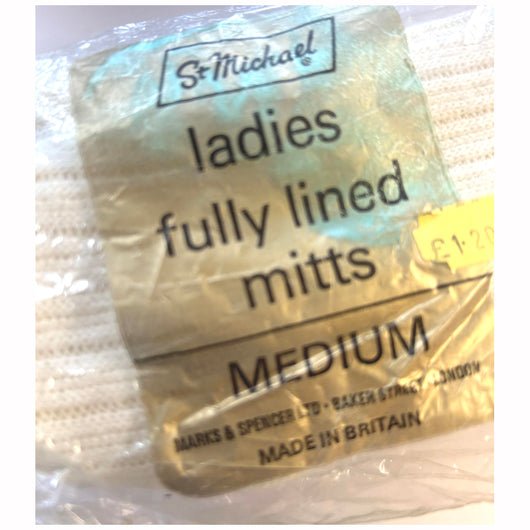 St Michael®
ladies
fully lined
mitts
£1·20
MEDIUM
MARKS & SPENCER LTD · BAKER STREET LONDON
MADE IN BRITAIN